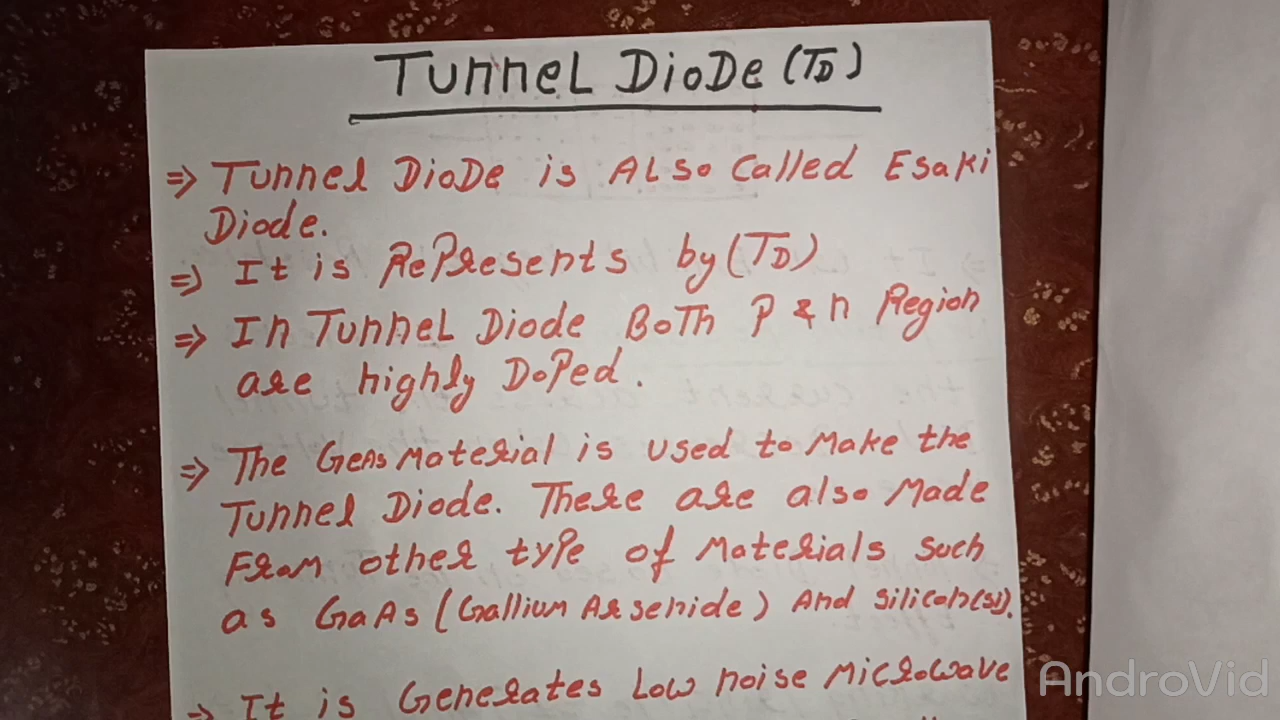 Tunnel Diode (TD)
⇒ Tunnel Diode is Also Called Esaki
Diode.
⇒ It is Represents by (TD)
⇒ In Tunnel Diode Both P & n Region
are highly Doped.
⇒ The GeAs Material is used to Make the
Tunnel Diode. There are also Made
From other type of Materials Such
as GaAs (Gallium Arsenide) And Silicon(Si).
⇒ It is Generates Low noise Microwave
AndroVid